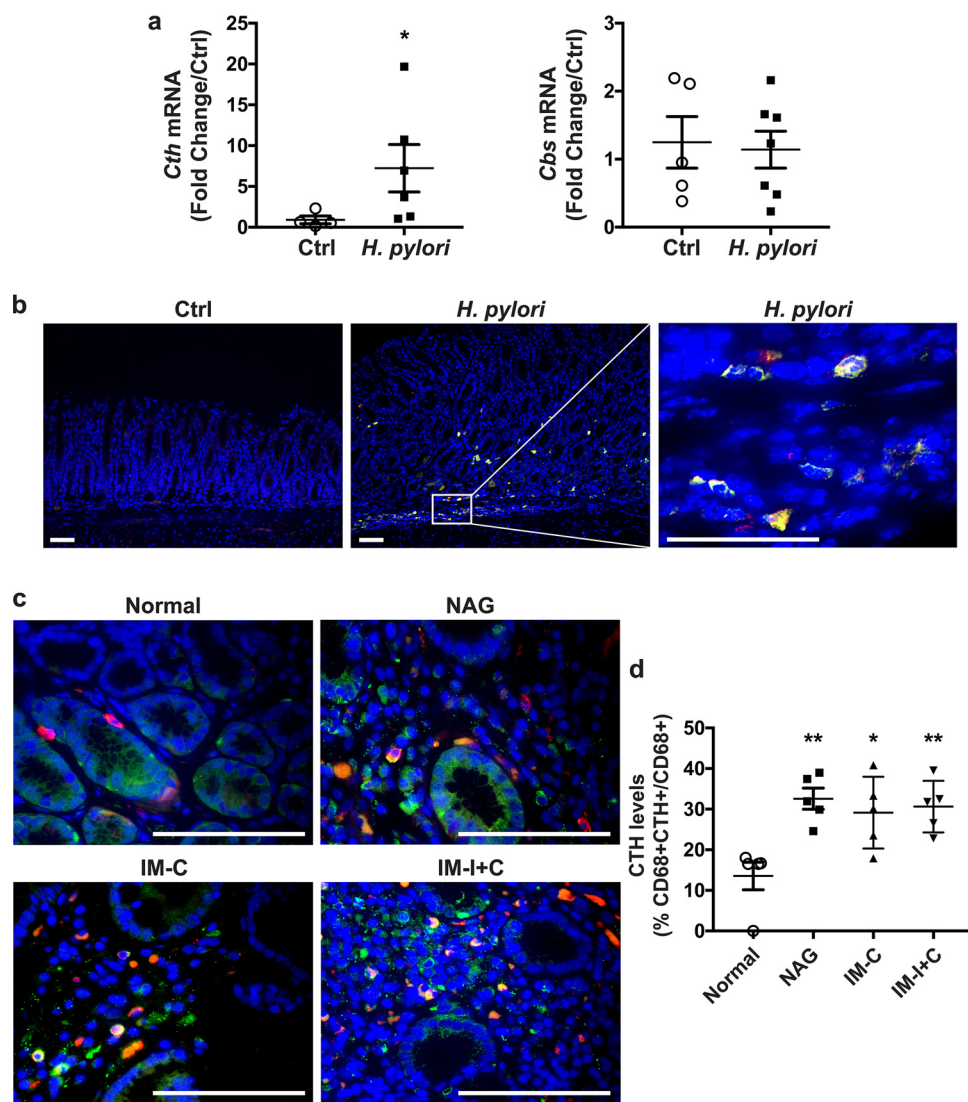 a
Cth mRNA
(Fold Change/Ctrl)
25
20
15
10
5
0
*
Ctrl
H. pylori
Cbs mRNA
(Fold Change/Ctrl)
3
2
1
0
Ctrl
H. pylori
b
Ctrl
H. pylori
H. pylori
c
Normal
NAG
IM-C
IM-I+C
d
CTH levels
(% CD68+CTH+/CD68+)
50
40
30
20
10
0
**
*
**
Normal
NAG
IM-C
IM-I+C